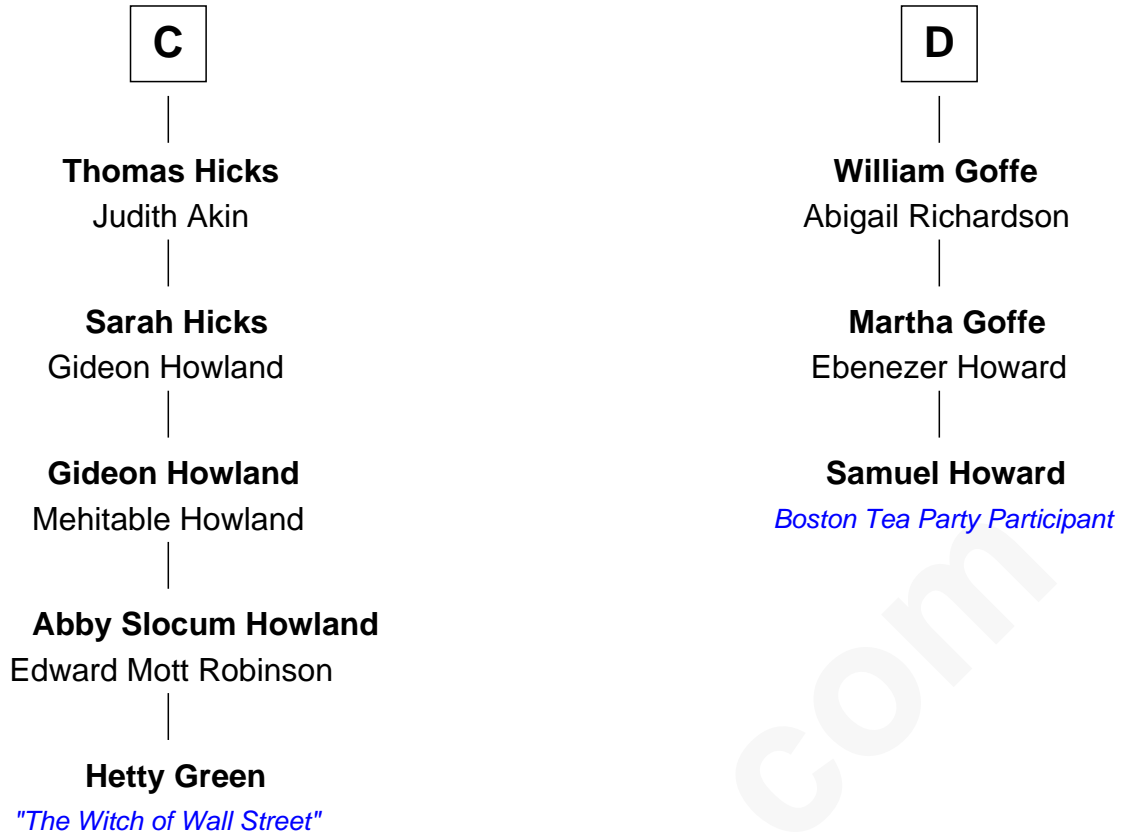 C
Thomas Hicks
Judith Akin
Sarah Hicks
Gideon Howland
Gideon Howland
Mehitable Howland
Abby Slocum Howland
Edward Mott Robinson
Hetty Green
"The Witch of Wall Street"
D
William Goffe
Abigail Richardson
Martha Goffe
Ebenezer Howard
Samuel Howard
Boston Tea Party Participant
com